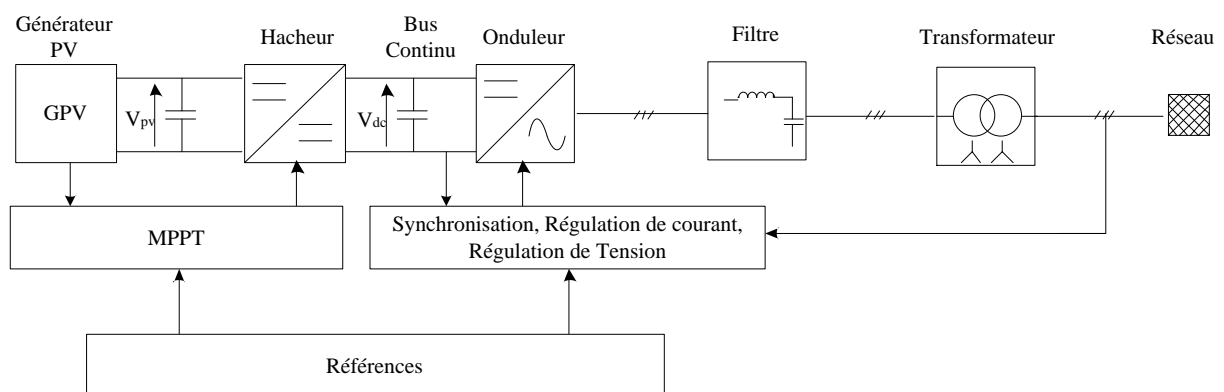 Générateur
PV
Hacheur
Bus
Continu
Onduleur
Filtre
Transformateur
Réseau
GPV
Vpv
Vdc
MPPT
Synchronisation, Régulation de courant,
Régulation de Tension
Références